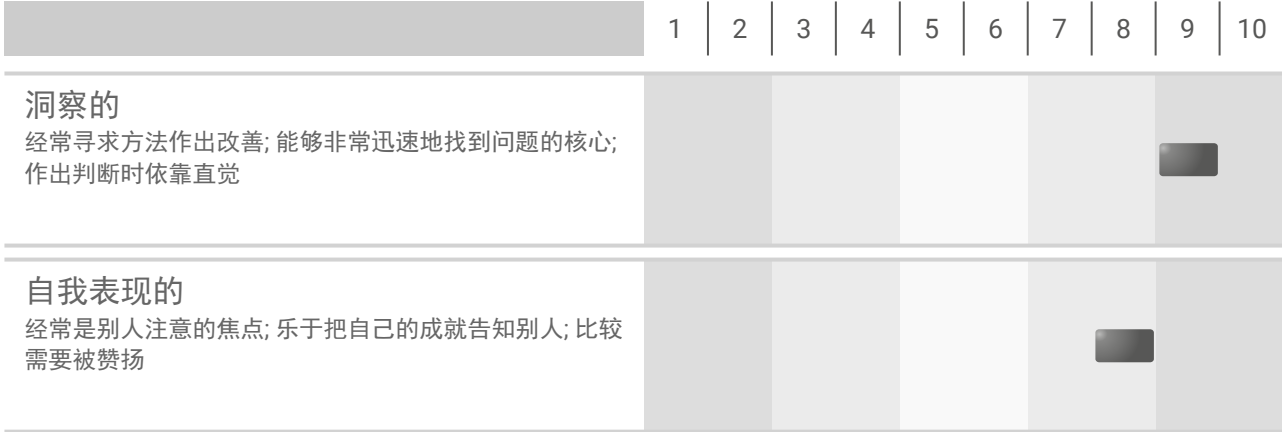 1 2 3 4 5 6 7 8 9 10
洞察的
经常寻求方法作出改善; 能够非常迅速地找到问题的核心;
作出判断时依靠直觉
自我表现的
经常是别人注意的焦点; 乐于把自己的成就告知别人; 比较
需要被赞扬